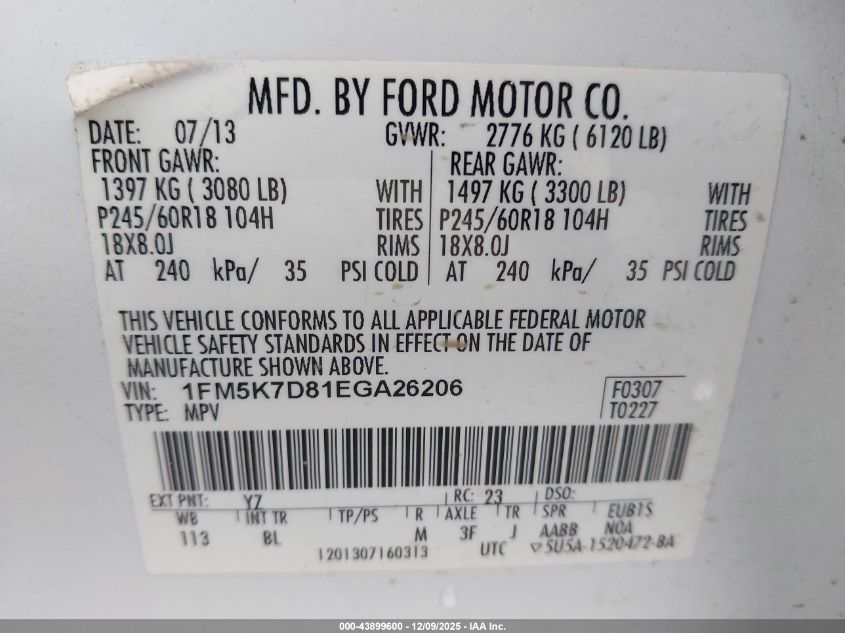 MFD. BY FORD MOTOR CO.
DATE: 07/13 GVWR: 2776 KG ( 6120 LB)
FRONT GAWR: REAR GAWR:
1397 KG ( 3080 LB) WITH 1497 KG ( 3300 LB) WITH
P245/60R18 104H TIRES P245/60R18 104H TIRES
18X8.0J RIMS 18X8.0J RIMS
AT 240 kPa/ 35 PSI COLD AT 240 kPa/ 35 PSI COLD
THIS VEHICLE CONFORMS TO ALL APPLICABLE FEDERAL MOTOR
VEHICLE SAFETY STANDARDS IN EFFECT ON THE DATE OF
MANUFACTURE SHOWN ABOVE.
VIN: 1FM5K7D81EGA26206 F0307
TYPE: MPV T0227
EXT PNT: YZ RC: 23 DSO:
WB INT TR TP/PS R AXLE TR SPR EUB1S
113 BL M 3F J AABB NOA
1201307160313 UTC ▽5U5A-1520472-BA
000-43899600 - 12/09/2025 - IAA Inc.